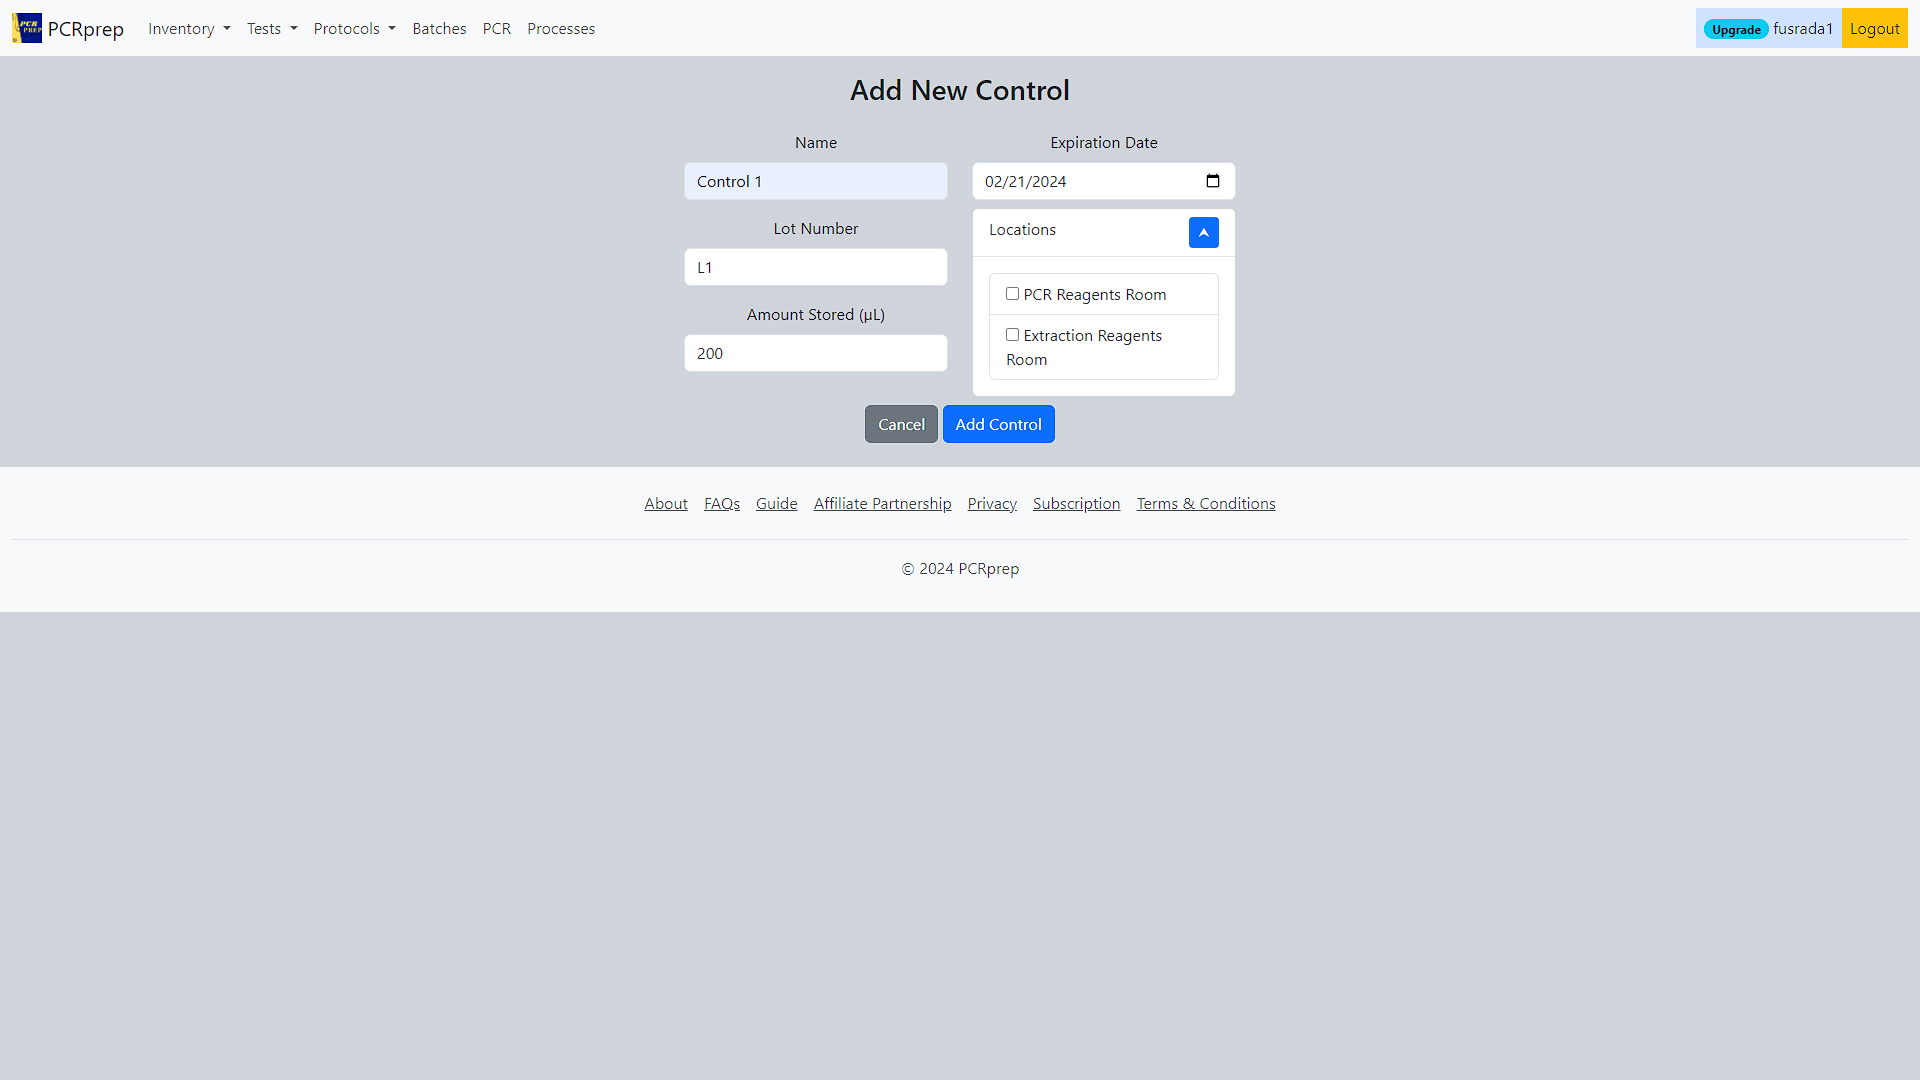 PCR
PREP
PCRprep
Inventory
Tests
Protocols
Batches
PCR
Processes
Upgrade
fusrada1
Logout
Add New Control
Name
Control 1
Lot Number
L1
Amount Stored (µL)
200
Expiration Date
02/21/2024
Locations
PCR Reagents Room
Extraction Reagents
Room
Cancel
Add Control
About
FAQs
Guide
Affiliate Partnership
Privacy
Subscription
Terms & Conditions
© 2024 PCRprep